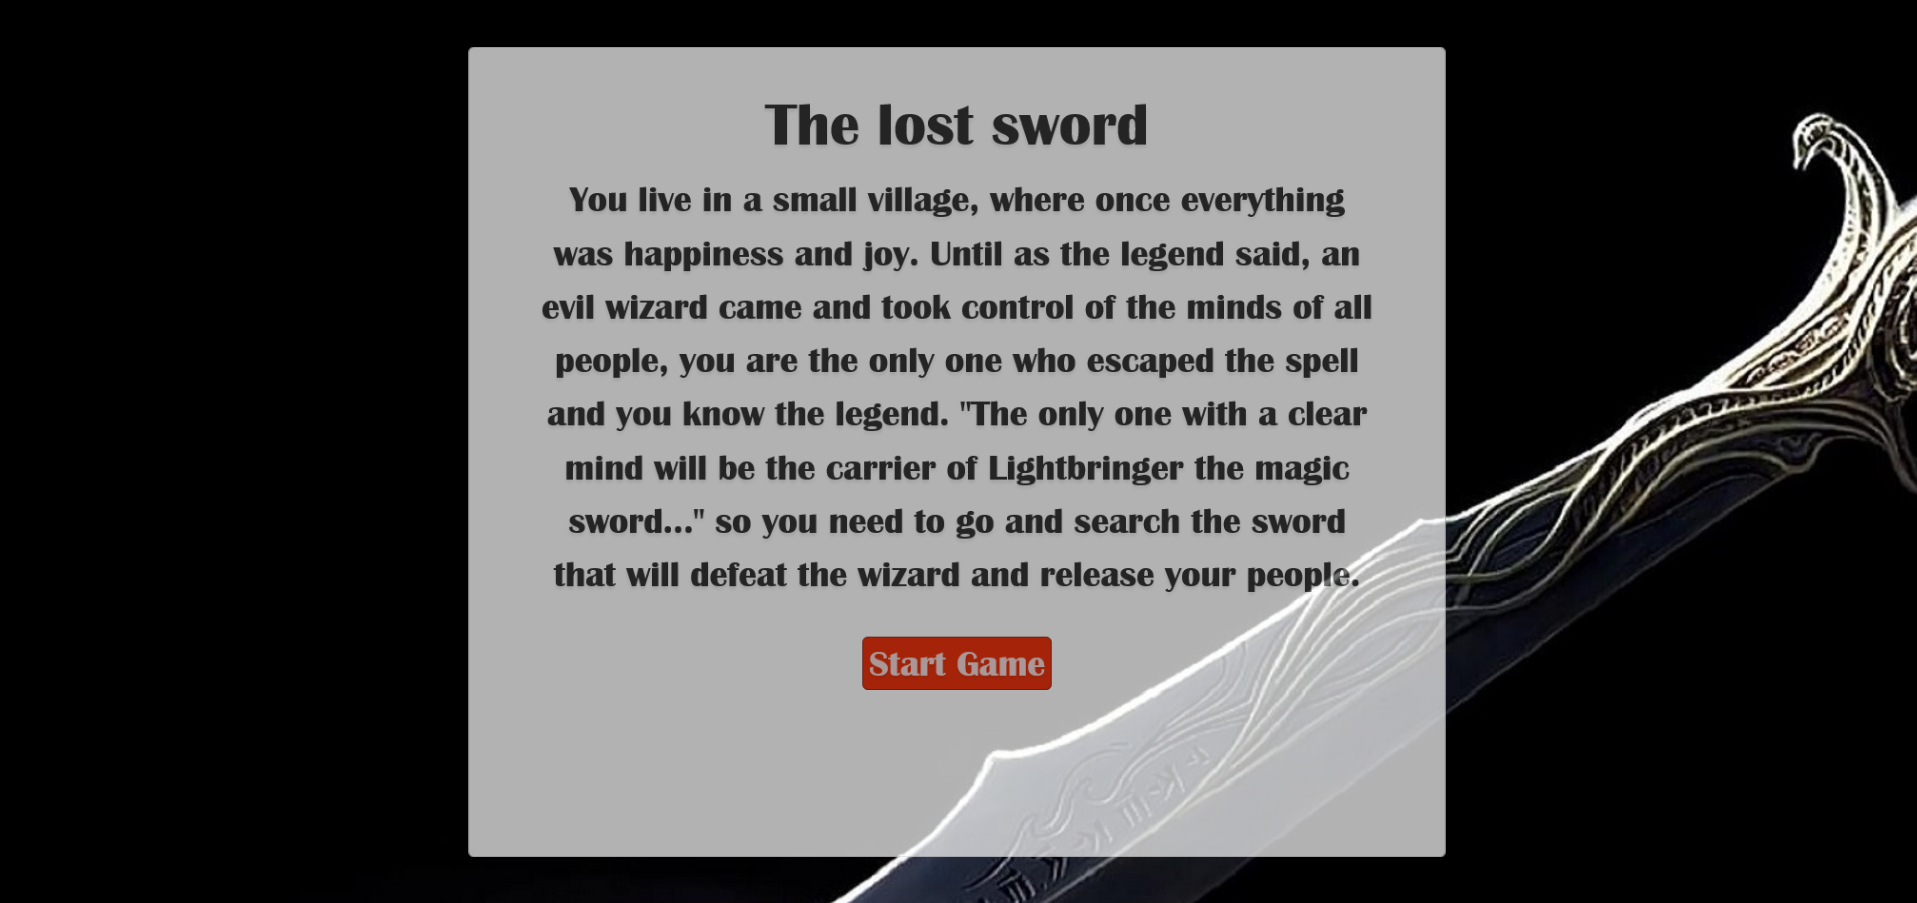 The lost sword
You live in a small village, where once everything
was happiness and joy. Until as the legend said, an
evil wizard came and took control of the minds of all
people, you are the only one who escaped the spell
and you know the legend. "The only one with a clear
mind will be the carrier of Lightbringer the magic
sword..." so you need to go and search the sword
that will defeat the wizard and release your people.
Start Game